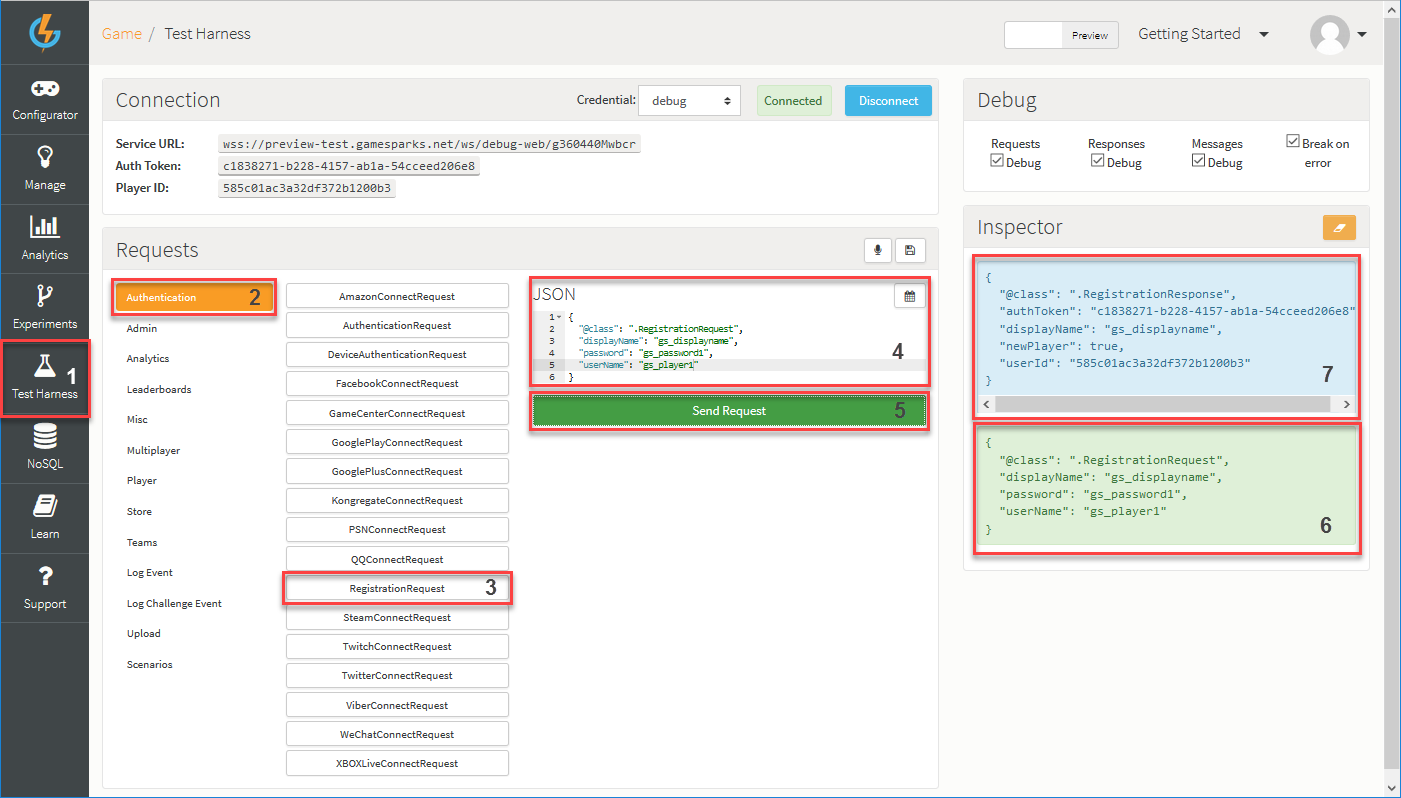 Game / Test Harness
Preview
Getting Started
Configurator
Manage
Analytics
Experiments
1
Test Harness
NoSQL
Learn
Support
Connection
Credential:
debug
Connected
Disconnect
Service URL:
wss://preview-test.gamesparks.net/ws/debug-web/g360440Mwbcr
Auth Token:
c1838271-b228-4157-ab1a-54cceed206e8
Player ID:
585c01ac3a32df372b1200b3
Requests
Authentication
2
Admin
Analytics
Leaderboards
Misc
Multiplayer
Player
Store
Teams
Log Event
Log Challenge Event
Upload
Scenarios
AmazonConnectRequest
AuthenticationRequest
DeviceAuthenticationRequest
FacebookConnectRequest
GameCenterConnectRequest
GooglePlayConnectRequest
GooglePlusConnectRequest
KongregateConnectRequest
PSNConnectRequest
QQConnectRequest
RegistrationRequest
3
SteamConnectRequest
TwitchConnectRequest
TwitterConnectRequest
ViberConnectRequest
WeChatConnectRequest
XBOXLiveConnectRequest
JSON
1 {
2 "@class": ".RegistrationRequest",
3 "displayName": "gs_displayname",
4 "password": "gs_password1",
5 "userName": "gs_player1"
6 }
4
Send Request
5
Debug
Requests
Debug
Responses
Debug
Messages
Debug
Break on
error
Inspector
{
"@class": ".RegistrationResponse",
"authToken": "c1838271-b228-4157-ab1a-54cceed206e8"
"displayName": "gs_displayname",
"newPlayer": true,
"userId": "585c01ac3a32df372b1200b3"
}
7
{
"@class": ".RegistrationRequest",
"displayName": "gs_displayname",
"password": "gs_password1",
"userName": "gs_player1"
}
6